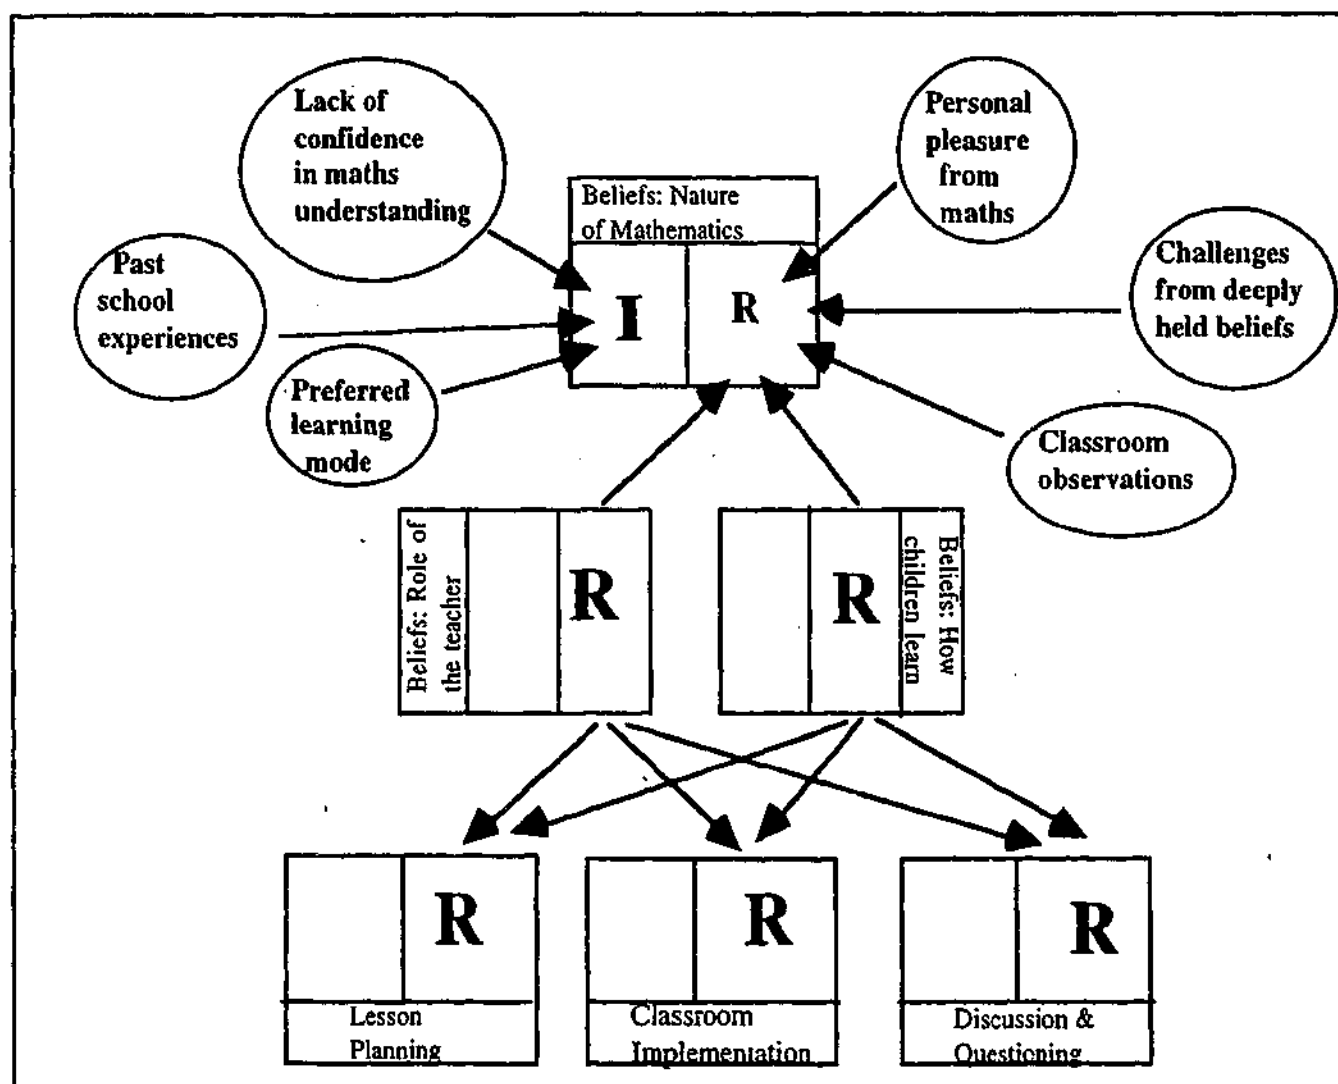 Lack of
confidence
in maths
understanding
Personal
pleasure
from
maths
Beliefs: Nature
of Mathematics
Past
school
experiences
Challenges
from deeply
held beliefs
I
R
Preferred
learning
mode
Classroom
observations
Beliefs: Role of
the teacher
R
R
Beliefs: How
children learn
R
R
R
Lesson
Planning
Classroom
Implementation
Discussion &
Questioning